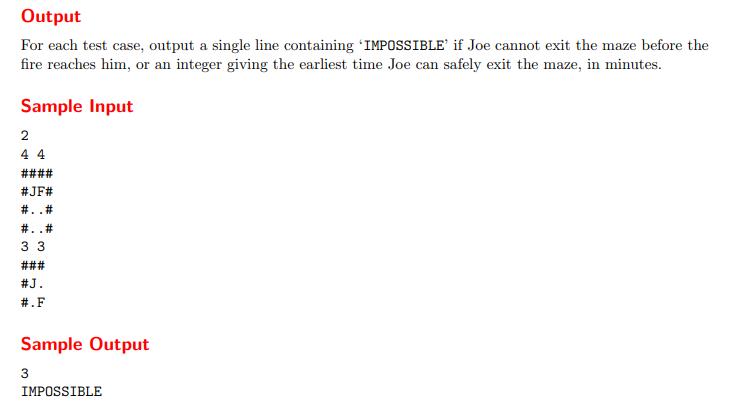 Output
For each test case, output a single line containing ‘IMPOSSIBLE’ if Joe cannot exit the maze before the
fire reaches him, or an integer giving the earliest time Joe can safely exit the maze, in minutes.
Sample Input
2
4 4
####
#JF#
#..#
#..#
3 3
###
#J.
#.F
Sample Output
3
IMPOSSIBLE